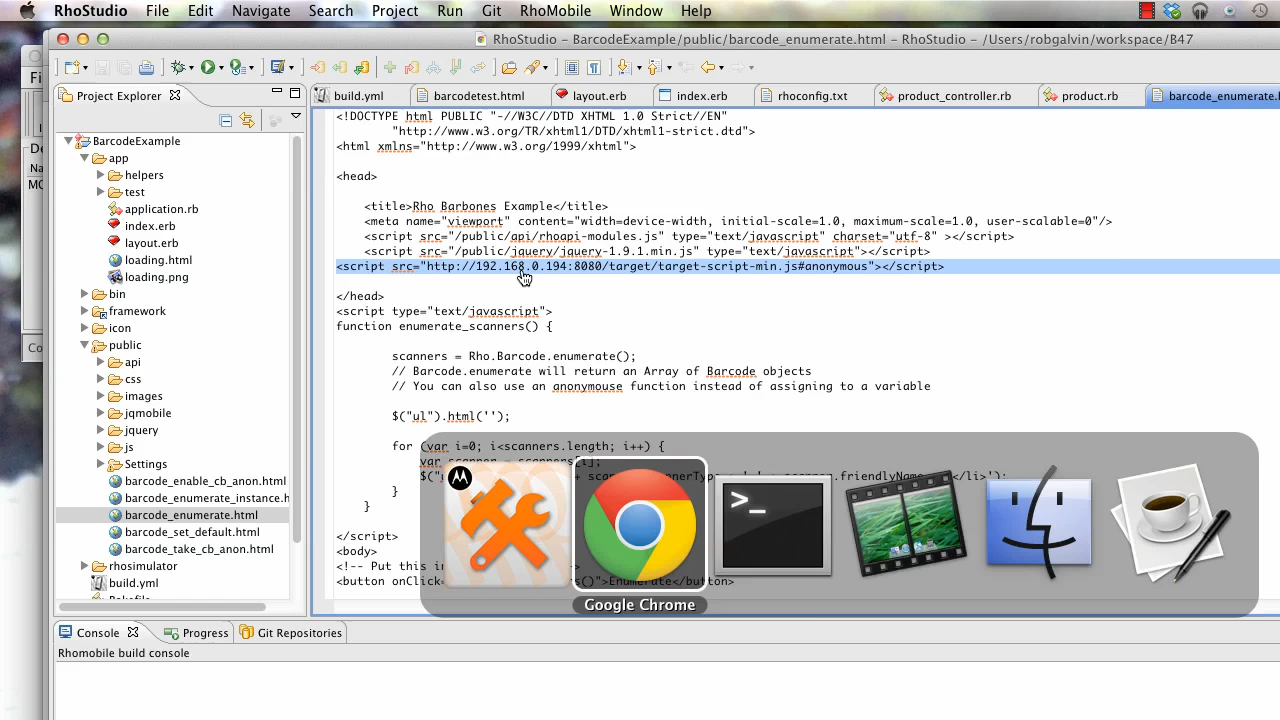 RhoStudio File Edit Navigate Search Project Run Git RhoMobile Window Help
RhoStudio – BarcodeExample/public/barcode_enumerate.html – RhoStudio – /Users/robgalvin/workspace/B47
Project Explorer
build.yml barcodetest.html layout.erb index.erb rhoconfig.txt product_controller.rb product.rb barcode_enumerate.h
BarcodeExample
app
helpers
test
application.rb
index.erb
layout.erb
loading.html
loading.png
bin
framework
icon
public
api
css
images
jqmobile
jquery
js
Settings
barcode_enable_cb_anon.html
barcode_enumerate_instance.h
barcode_enumerate.html
barcode_set_default.html
barcode_take_cb_anon.html
rhosimulator
build.yml
<!DOCTYPE html PUBLIC "-//W3C//DTD XHTML 1.0 Strict//EN"
"http://www.w3.org/TR/xhtml1/DTD/xhtml1-strict.dtd">
<html xmlns="http://www.w3.org/1999/xhtml">
<head>
<title>Rho Barbones Example</title>
<meta name="viewport" content="width=device-width, initial-scale=1.0, maximum-scale=1.0, user-scalable=0"/>
<script src="/public/api/rhoapi-modules.js" type="text/javascript" charset="utf-8" ></script>
<script src="/public/jquery/jquery-1.9.1.min.js" type="text/javascript"></script>
<script src="http://192.168.0.194:8080/target/target-script-min.js#anonymous"></script>
</head>
<script type="text/javascript">
function enumerate_scanners() {
scanners = Rho.Barcode.enumerate();
// Barcode.enumerate will return an Array of Barcode objects
// You can also use an anonymouse function instead of assigning to a variable
$("ul").html('');
for (var i=0; i<scanners.length; i++) {
}
}
</script>
<body>
<!-- Put this in
<button onClick
Enumerate</button>
Google Chrome
Console Progress Git Repositories
Rhomobile build console